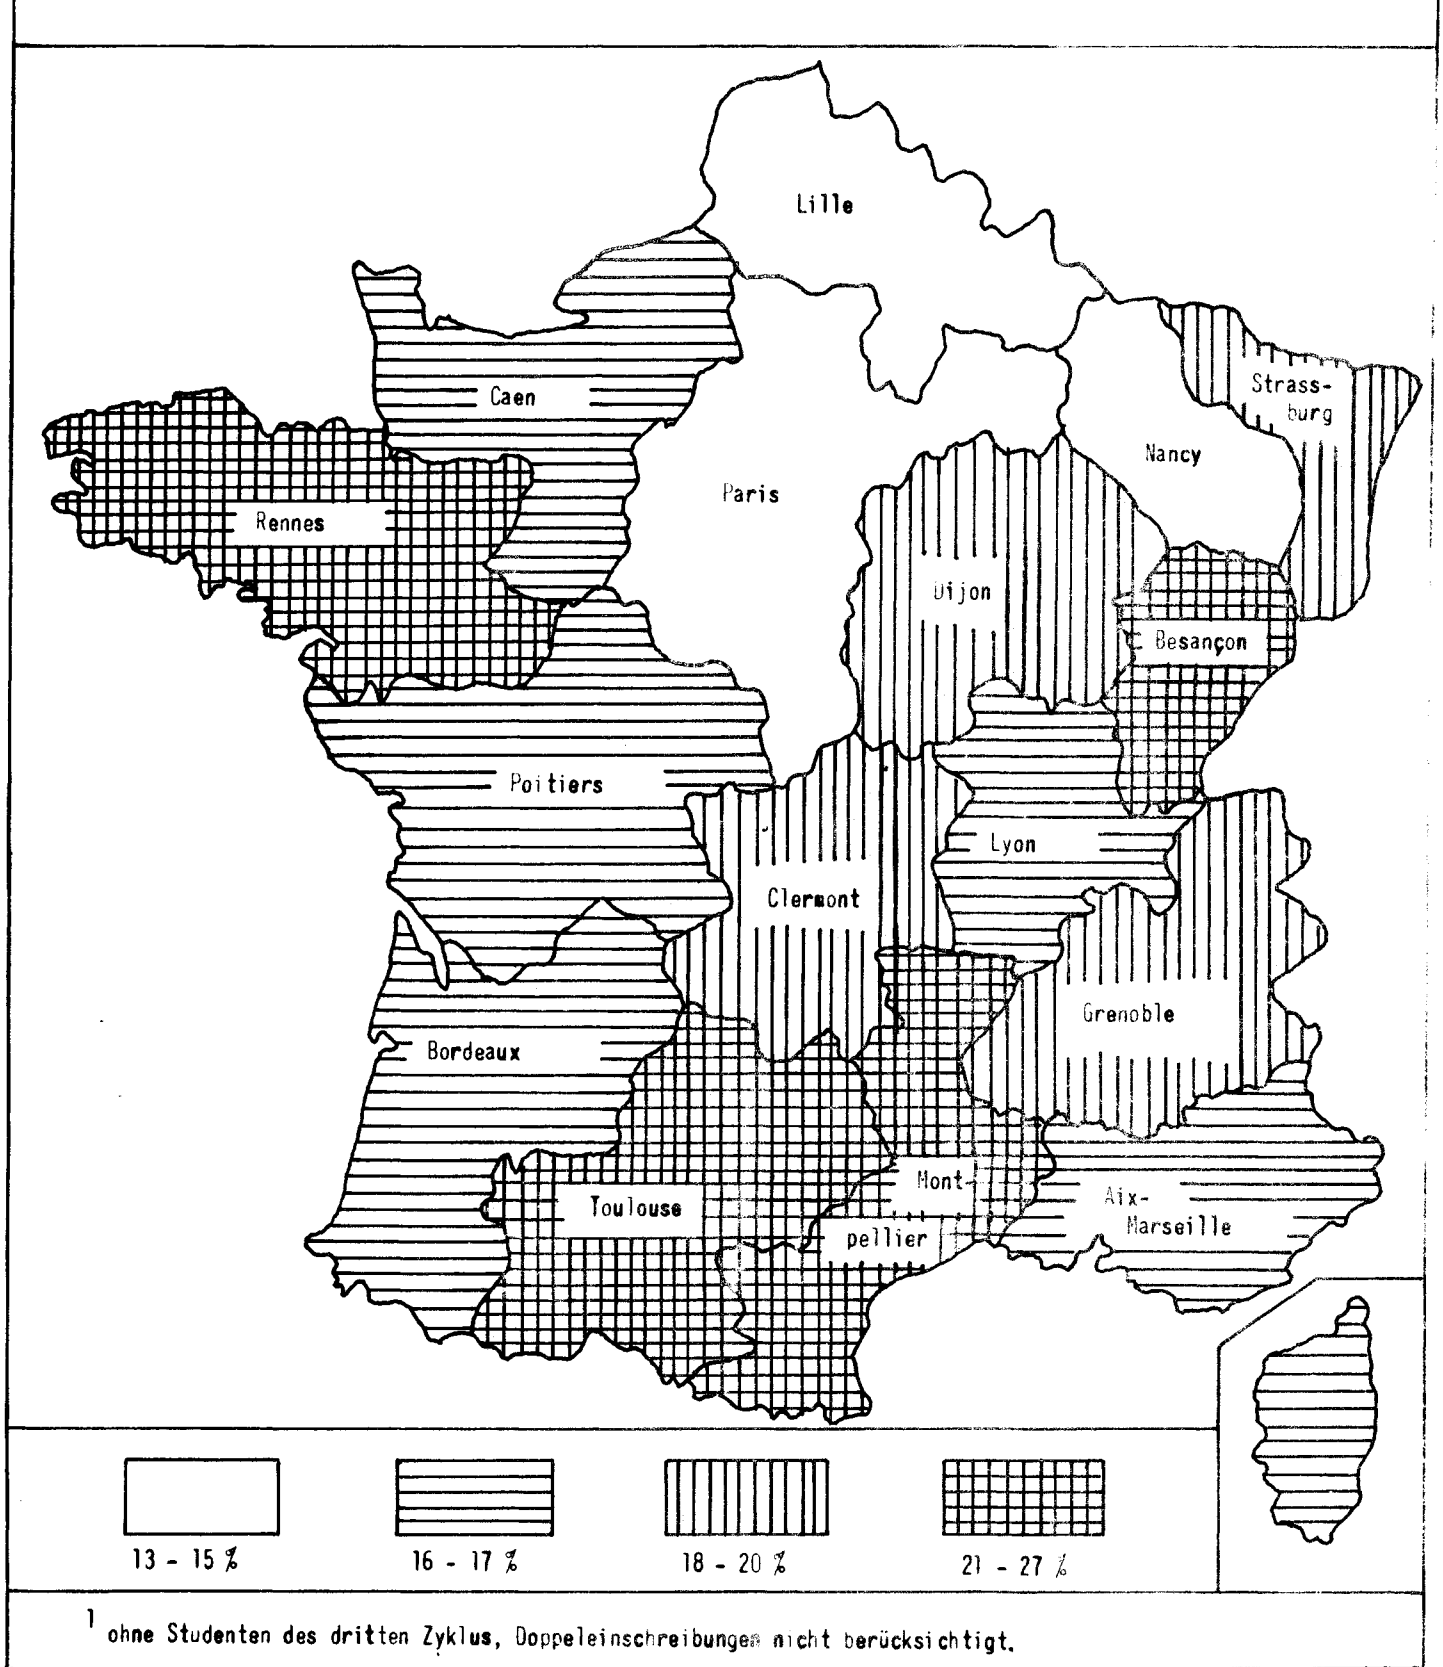 Lille
Caen
Strass-
burg
Nancy
Paris
Rennes
Dijon
Besançon
Poitiers
Lyon
Clermont
Grenoble
Bordeaux
Mont-
pellier
Toulouse
Aix-
Marseille
13 - 15 %
16 - 17 %
18 - 20 %
21 - 27 %
1 ohne Studenten des dritten Zyklus, Doppeleinschreibungen nicht berücksichtigt.